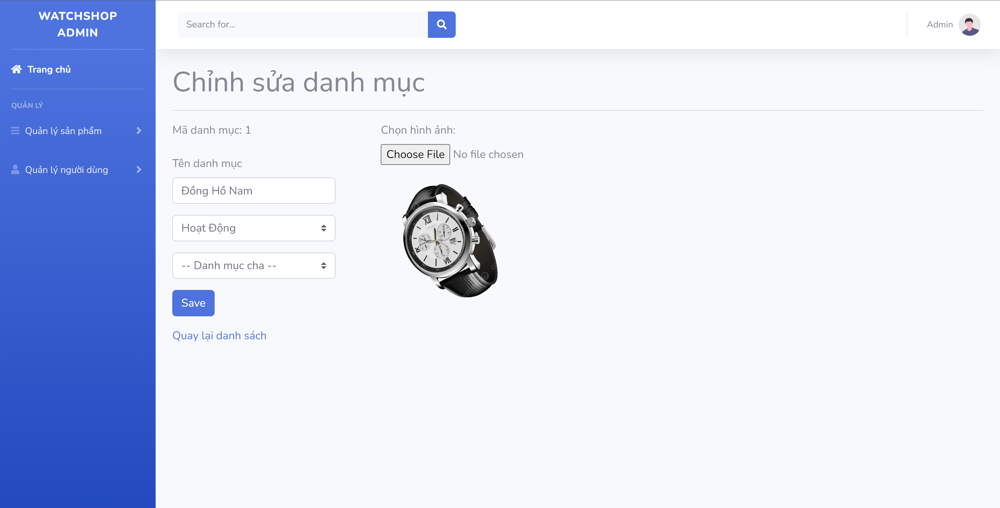 WATCHSHOP
ADMIN
Trang chủ
QUẢN LÝ
Quản lý sản phẩm
Quản lý người dùng
Search for...
Admin
Chỉnh sửa danh mục
Mã danh mục: 1
Tên danh mục
Đồng Hồ Nam
Hoạt Động
-- Danh mục cha --
Save
Quay lại danh sách
Chọn hình ảnh:
Choose File No file chosen
XII